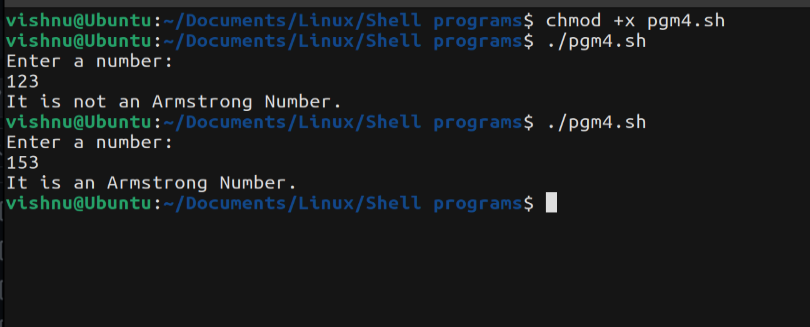 vishnu@Ubuntu:~/Documents/Linux/Shell programs$ chmod +x pgm4.sh
vishnu@Ubuntu:~/Documents/Linux/Shell programs$ ./pgm4.sh
Enter a number:
123
It is not an Armstrong Number.
vishnu@Ubuntu:~/Documents/Linux/Shell programs$ ./pgm4.sh
Enter a number:
153
It is an Armstrong Number.
vishnu@Ubuntu:~/Documents/Linux/Shell programs$